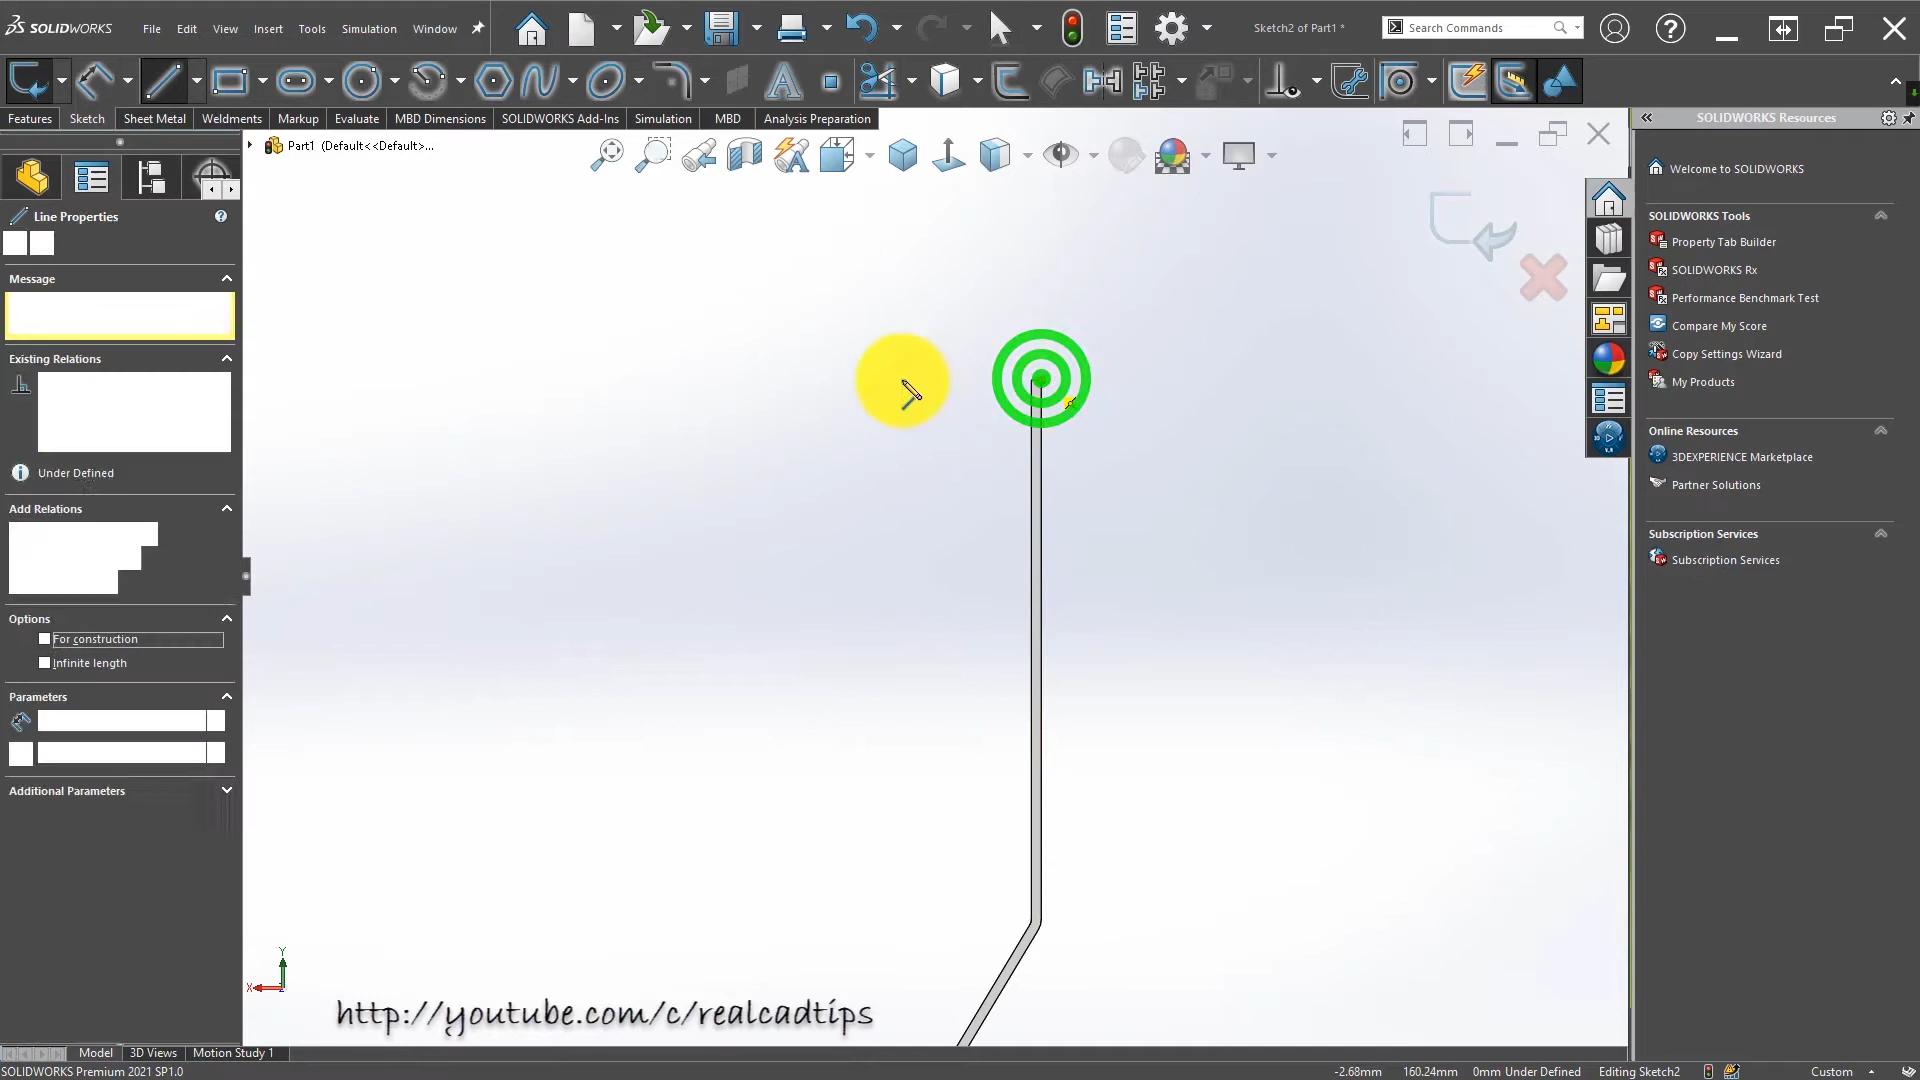 SOLIDWORKS File Edit View Insert Tools Simulation Window Sketch2 of Part1 * Search Commands
Features Sketch Sheet Metal Weldments Markup Evaluate MBD Dimensions SOLIDWORKS Add-Ins Simulation MBD Analysis Preparation
SOLIDWORKS Resources
Part1 (Default<<Default>...
Line Properties
Message
Existing Relations
Under Defined
Add Relations
Options
For construction
Infinite length
Parameters
Additional Parameters
Y
X
http://youtube.com/c/realcadtips
Welcome to SOLIDWORKS
SOLIDWORKS Tools
Property Tab Builder
SOLIDWORKS Rx
Performance Benchmark Test
Compare My Score
Copy Settings Wizard
My Products
Online Resources
3DEXPERIENCE Marketplace
Partner Solutions
Subscription Services
Subscription Services
Model 3D Views Motion Study 1
SOLIDWORKS Premium 2021 SP1.0 -2.68mm 160.24mm 0mm Under Defined Editing Sketch2 Custom